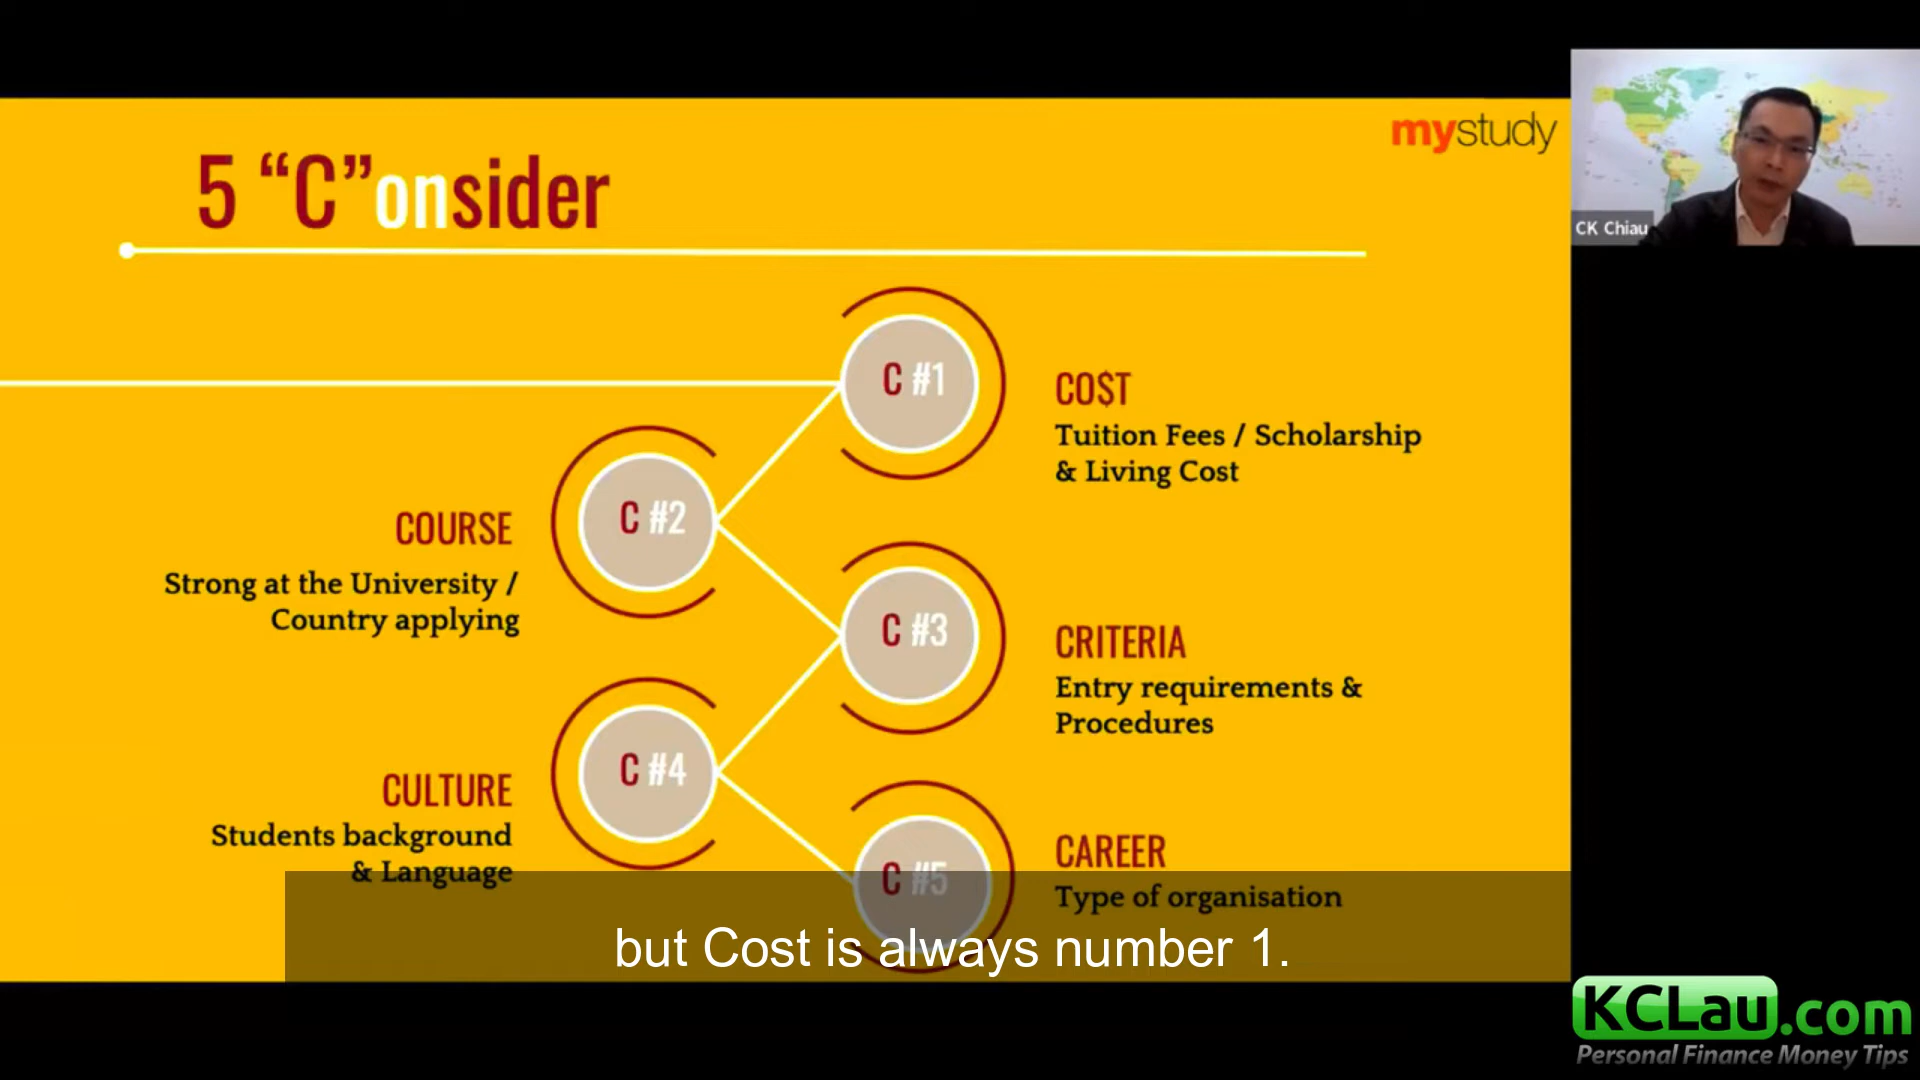 mystudy
5 “C”onsider
CK Chiau
C #1
CO$T
Tuition Fees / Scholarship
& Living Cost
C #2
COURSE
Strong at the University /
Country applying
C #3
CRITERIA
Entry requirements &
Procedures
C #4
CULTURE
Students background
& Language
C #5
CAREER
Type of organisation
but Cost is always number 1.
KCLau.com
Personal Finance Money Tips